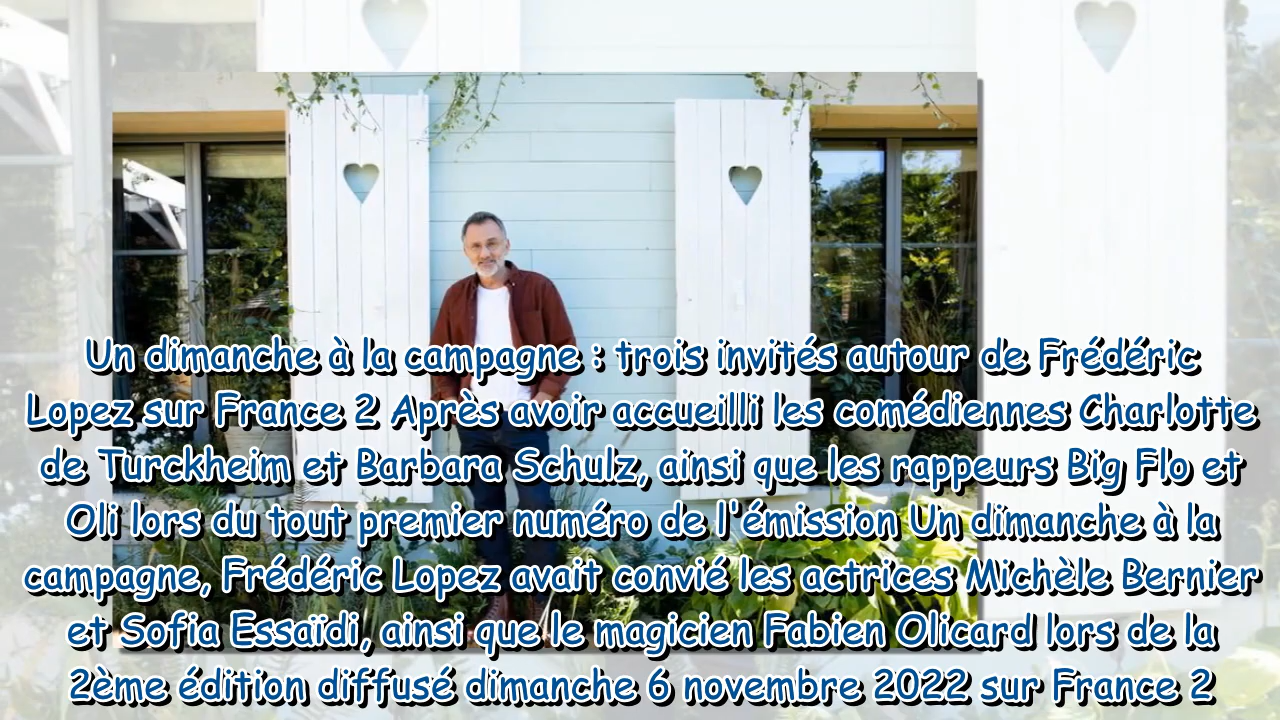 Un dimanche à la campagne : trois invités autour de Frédéric
Lopez sur France 2 Après avoir accueilli les comédiennes Charlotte
de Turckheim et Barbara Schulz, ainsi que les rappeurs Big Flo et
Oli lors du tout premier numéro de l'émission Un dimanche à la
campagne, Frédéric Lopez avait convié les actrices Michèle Bernier
et Sofia Essaïdi, ainsi que le magicien Fabien Olicard lors de la
2ème édition diffusé dimanche 6 novembre 2022 sur France 2